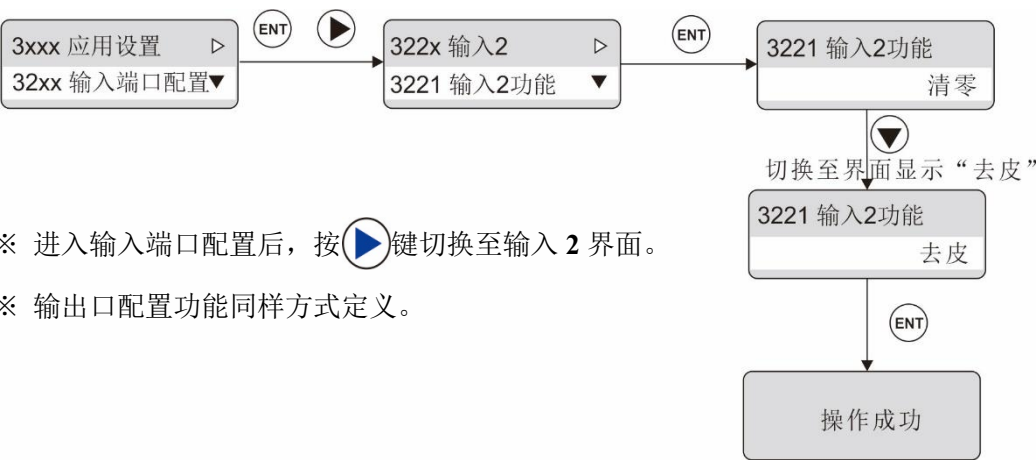 3xxx 应用设置 ▷
32xx 输入端口配置▼
ENT
322x 输入2 ▷
3221 输入2功能 ▼
ENT
3221 输入2功能
清零
切换至界面显示“去皮”
3221 输入2功能
去皮
※ 进入输入端口配置后，按▶键切换至输入 2 界面。
※ 输出口配置功能同样方式定义。
ENT
操作成功